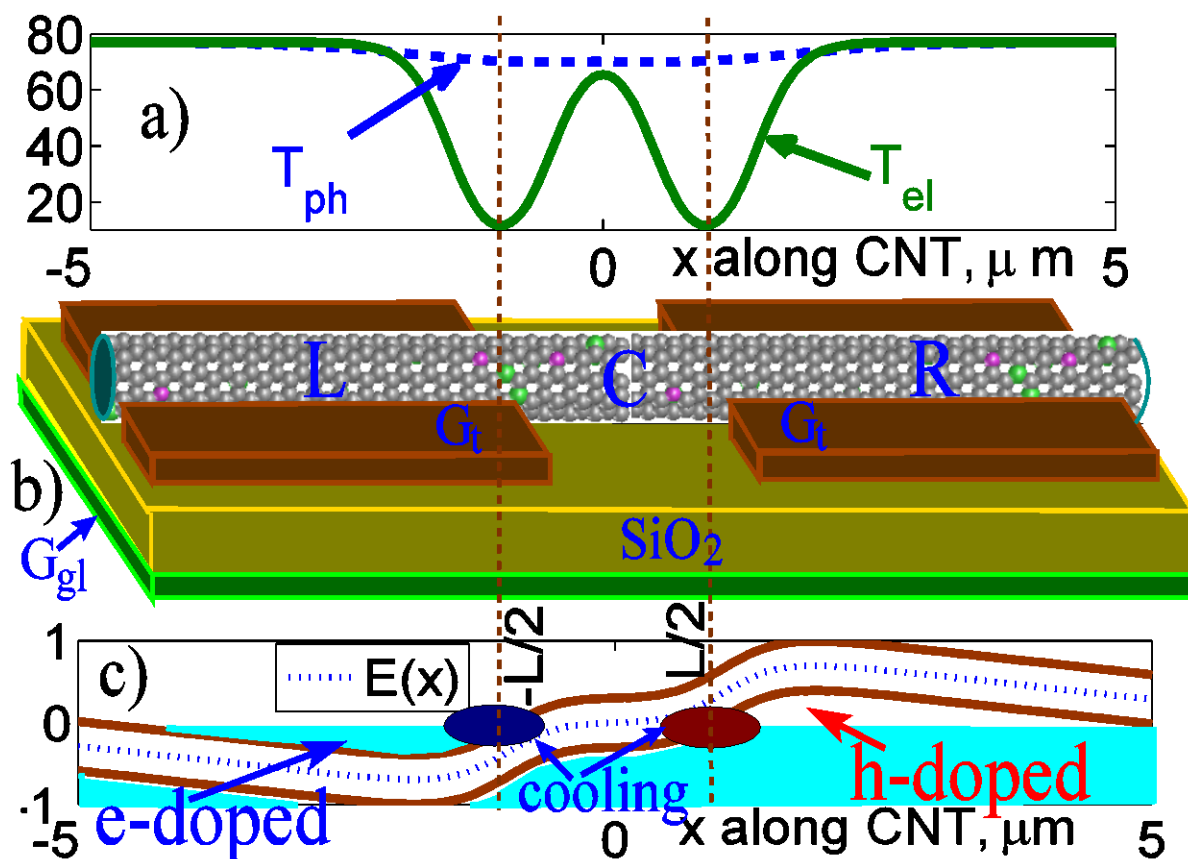 80
60
40
20
a)
T_ph
T_el
-5
0
x along CNT, μ m
5
L
C
R
G_t
G_t
b)
G_gl
SiO₂
-L/2
L/2
1
0
-1
c)
E(x)
e-doped
cooling
h-doped
-5
0
x along CNT, μm
5